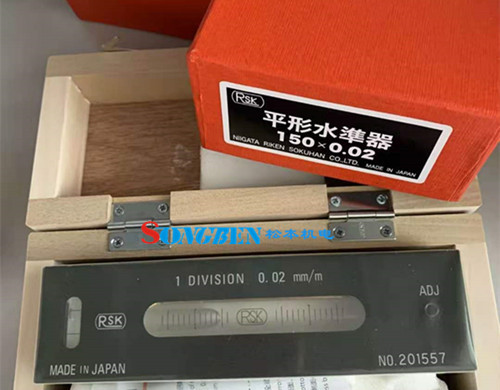 RSK
平形水準器
150×0.02
NIIGATA RIKEN SOKUHAN CO.,LTD. MADE IN JAPAN
SONGBEN 松本机电
1 DIVISION 0.02 mm/m
RSK
RSK
ADJ
MADE IN JAPAN
NO.201557